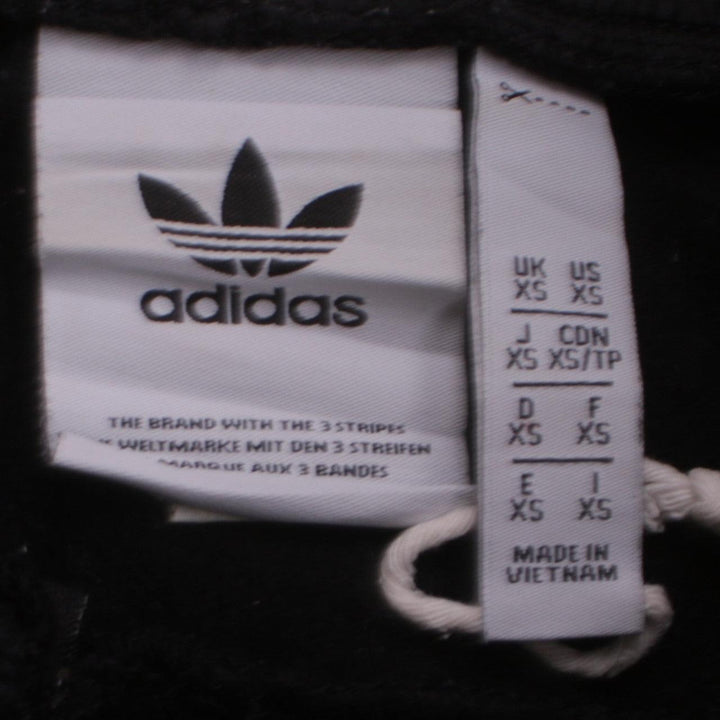 adidas
THE BRAND WITH THE 3 STRIPES
WELTMARKE MIT DEN 3 STREIFEN
MARQUE AUX 3 BANDES
UK US
XS XS
J CDN
XS XS/TP
D F
XS XS
E I
XS XS
MADE IN
VIETNAM